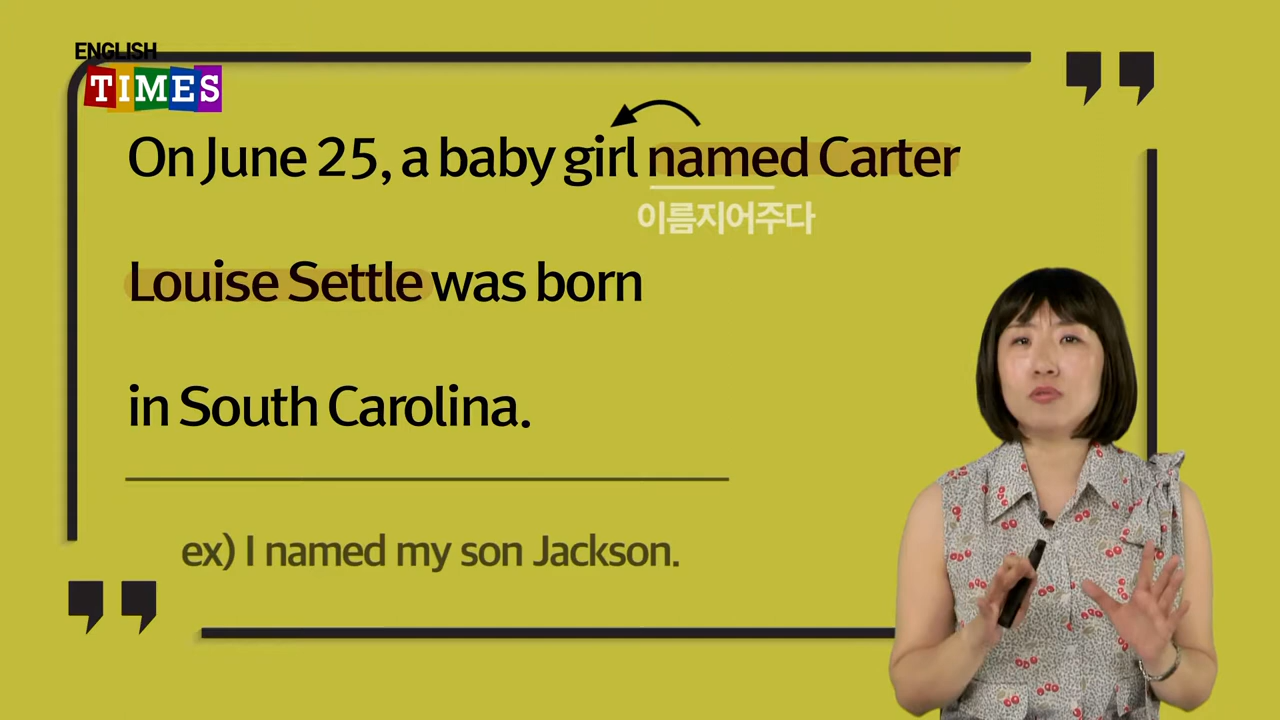 ENGLISH
TIMES
On June 25, a baby girl named Carter
이름지어주다
Louise Settle was born
in South Carolina.
ex) I named my son Jackson.